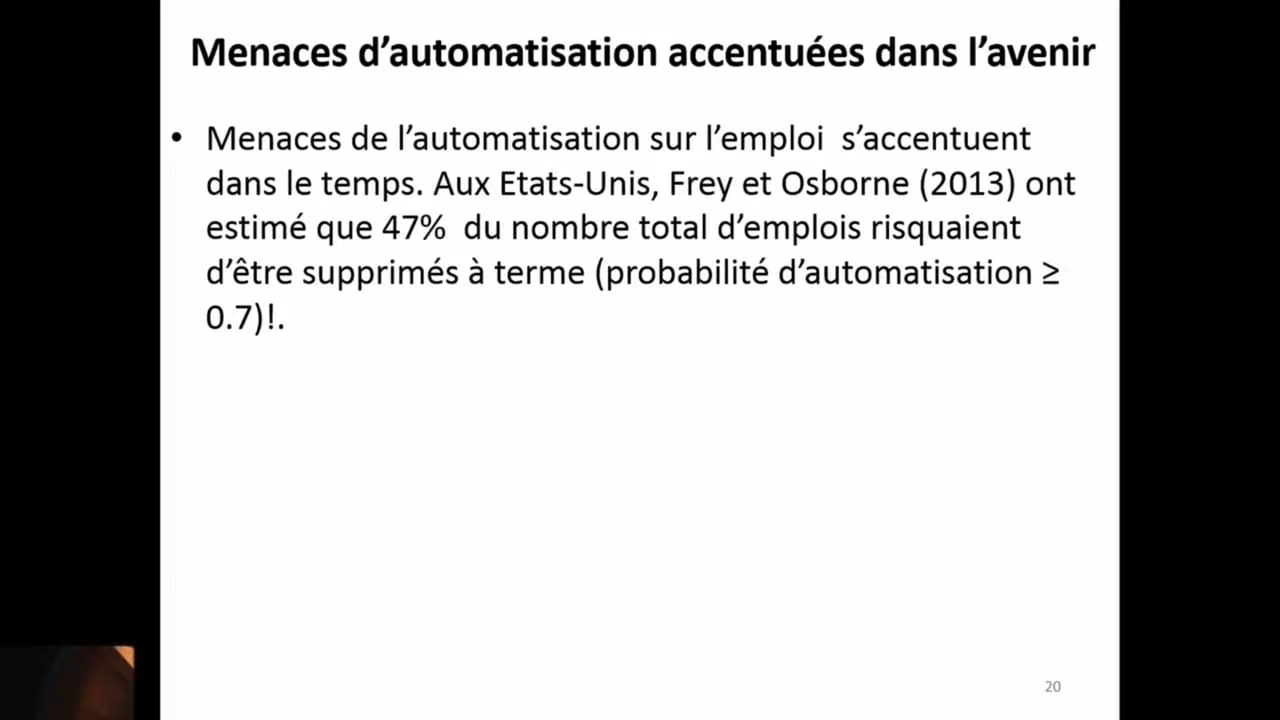 Menaces d’automatisation accentuées dans l’avenir
• Menaces de l’automatisation sur l’emploi  s’accentuent
dans le temps. Aux Etats-Unis, Frey et Osborne (2013) ont
estimé que 47%  du nombre total d’emplois risquaient
d’être supprimés à terme (probabilité d’automatisation ≥
0.7)!.
20